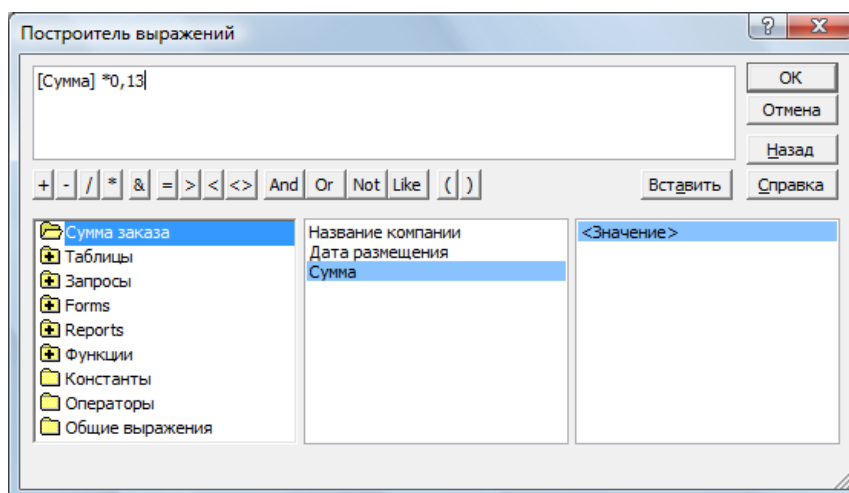 Построитель выражений
? X
[Сумма] *0,13
ОК
Отмена
Назад
+ - / * & = > < <> And Or Not Like ( ) Вставить Справка
Сумма заказа
Таблицы
Запросы
Forms
Reports
Функции
Константы
Операторы
Общие выражения
Название компании
Дата размещения
Сумма
<Значение>